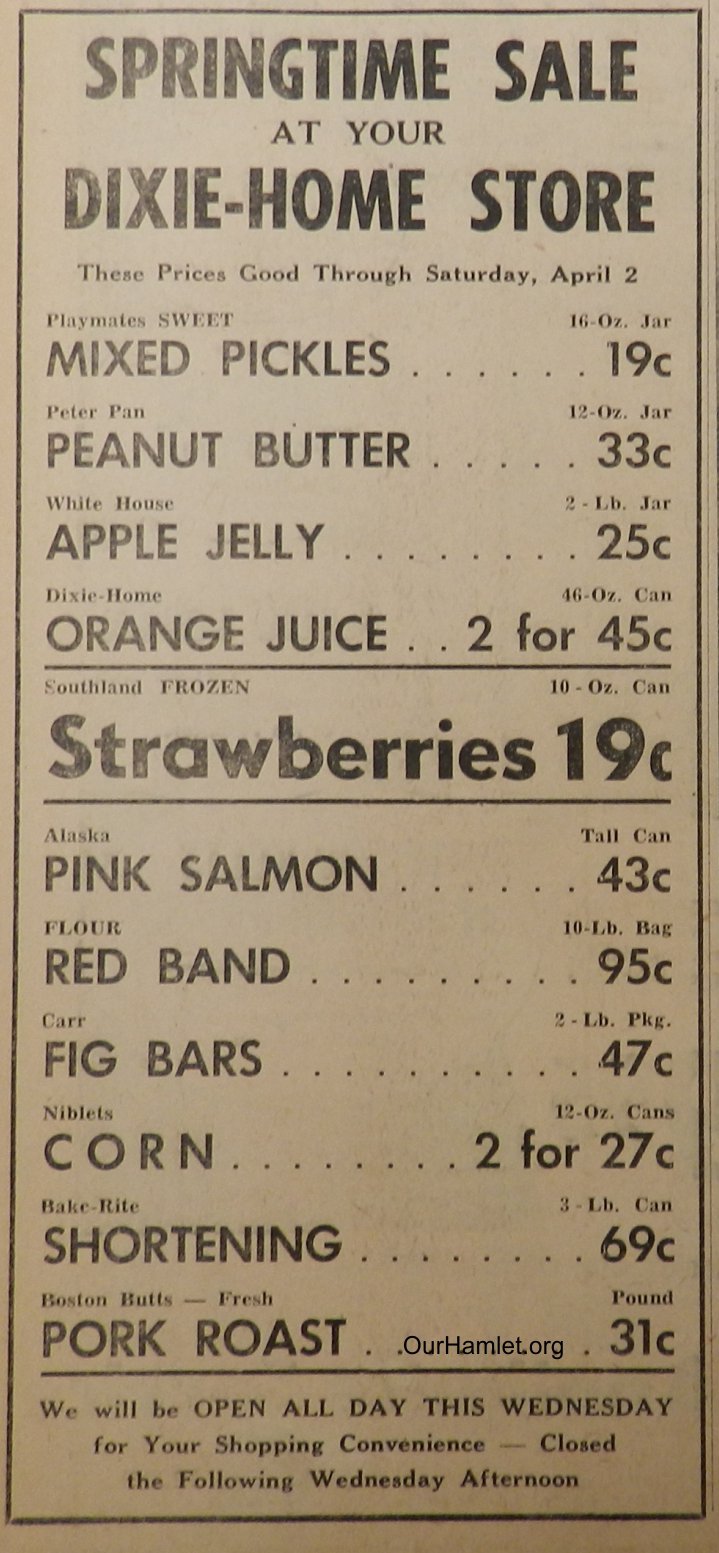 SPRINGTIME SALE
AT YOUR
DIXIE-HOME STORE
These Prices Good Through Saturday, April 2
Playmates SWEET 16-Oz. Jar
MIXED PICKLES . . . . . . 19c
Peter Pan 12-Oz. Jar
PEANUT BUTTER . . . . . 33c
White House 2 - Lb. Jar
APPLE JELLY . . . . . . . . 25c
Dixie-Home 46-Oz. Can
ORANGE JUICE . . 2 for 45c
Southland FROZEN 10 - Oz. Can
Strawberries 19c
Alaska Tall Can
PINK SALMON . . . . . . 43c
FLOUR 10-Lb. Bag
RED BAND . . . . . . . . . 95c
Carr 2 - Lb. Pkg.
FIG BARS . . . . . . . . . . 47c
Niblets 12-Oz. Cans
CORN . . . . . . . . 2 for 27c
Bake-Rite 3 - Lb. Can
SHORTENING . . . . . . . . 69c
Boston Butts — Fresh Pound
PORK ROAST . . OurHamlet.org . 31c
We will be OPEN ALL DAY THIS WEDNESDAY
for Your Shopping Convenience — Closed
the Following Wednesday Afternoon